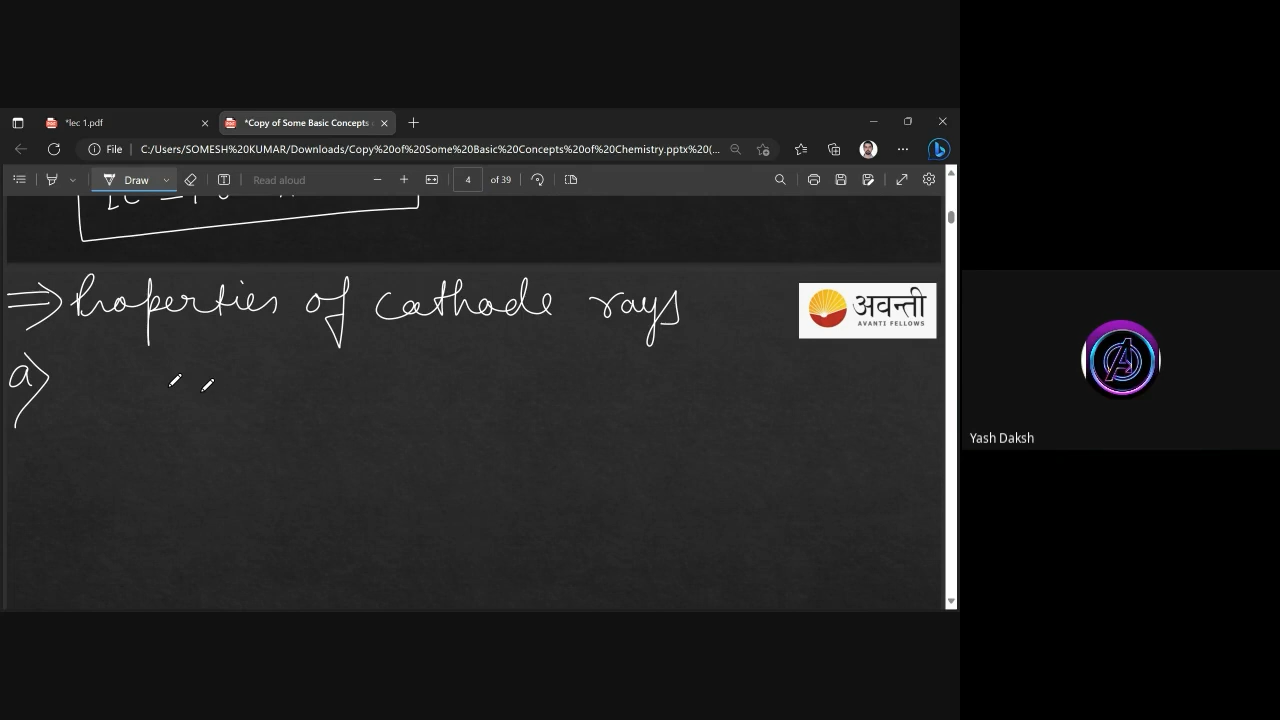 *lec 1.pdf
*Copy of Some Basic Concepts
File
C:/Users/SOMESH%20KUMAR/Downloads/Copy%20of%20Some%20Basic%20Concepts%20of%20Chemistry.pptx%20(...
Draw
Read aloud
4
of 39
⇒ Properties of cathode rays
अवन्ती
AVANTI FELLOWS
a>
Yash Daksh